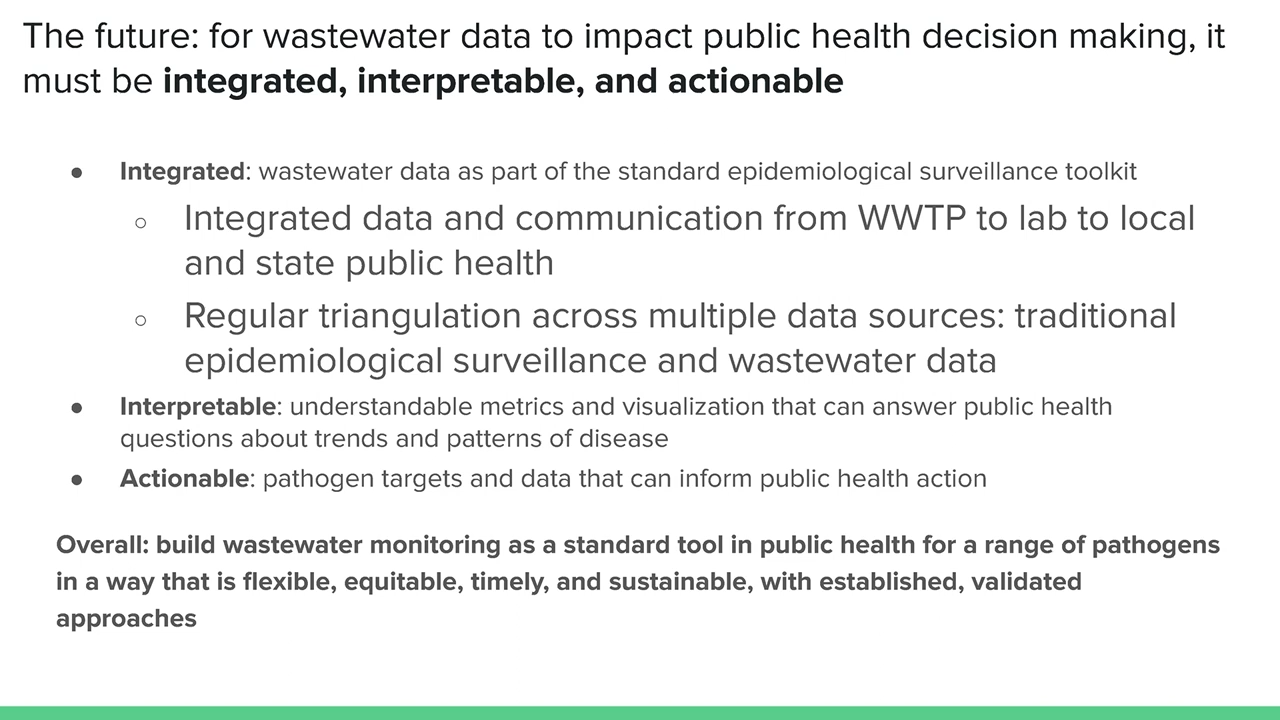 The future: for wastewater data to impact public health decision making, it
must be integrated, interpretable, and actionable
● Integrated: wastewater data as part of the standard epidemiological surveillance toolkit
○ Integrated data and communication from WWTP to lab to local
and state public health
○ Regular triangulation across multiple data sources: traditional
epidemiological surveillance and wastewater data
● Interpretable: understandable metrics and visualization that can answer public health
questions about trends and patterns of disease
● Actionable: pathogen targets and data that can inform public health action
Overall: build wastewater monitoring as a standard tool in public health for a range of pathogens
in a way that is flexible, equitable, timely, and sustainable, with established, validated
approaches